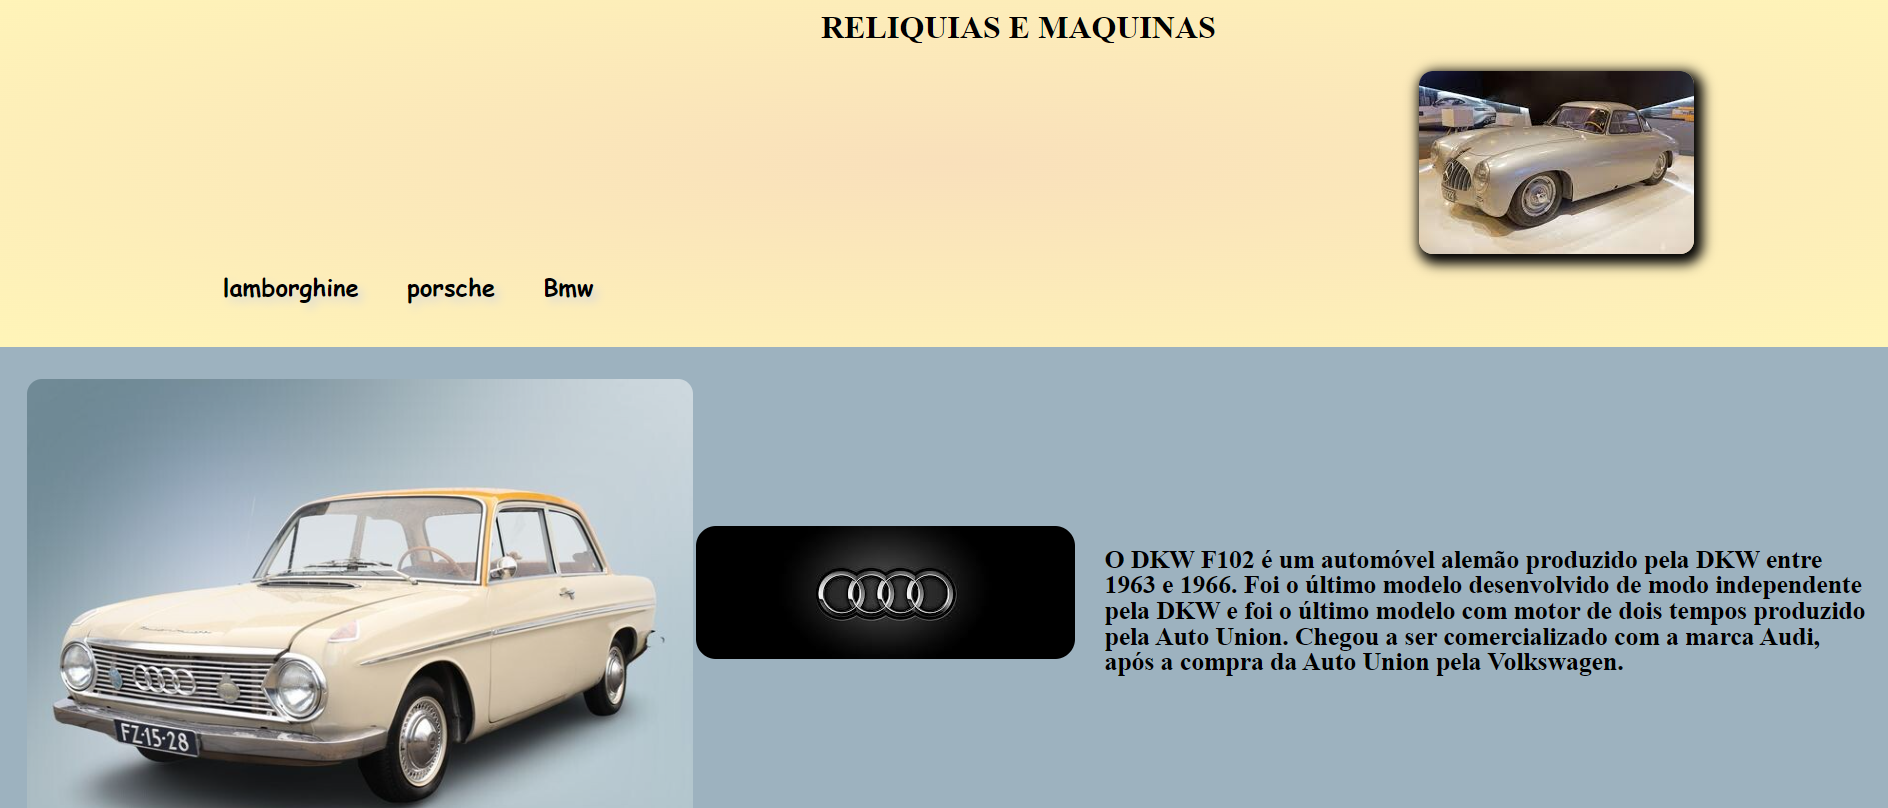 RELIQUIAS E MAQUINAS
lamborghine porsche Bmw
FZ-15-28
O DKW F102 é um automóvel alemão produzido pela DKW entre
1963 e 1966. Foi o último modelo desenvolvido de modo independente
pela DKW e foi o último modelo com motor de dois tempos produzido
pela Auto Union. Chegou a ser comercializado com a marca Audi,
após a compra da Auto Union pela Volkswagen.